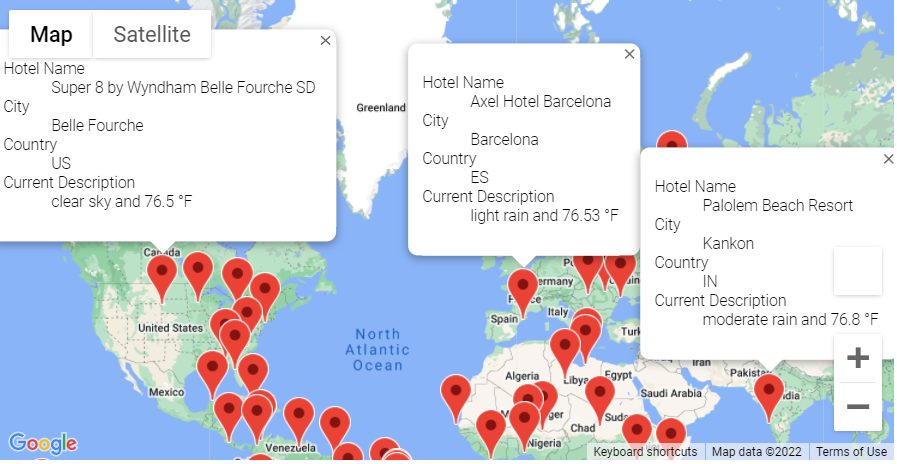 Map
Satellite
Hotel Name
Super 8 by Wyndham Belle Fourche SD
City
Belle Fourche
Country
US
Current Description
clear sky and 76.5 °F
Hotel Name
Axel Hotel Barcelona
City
Barcelona
Country
ES
Current Description
light rain and 76.53 °F
Hotel Name
Palolem Beach Resort
City
Kankon
Country
IN
Current Description
moderate rain and 76.8 °F
Greenland
Canada
United States
Mexico
Venezuela
North
Atlantic
Ocean
Spain
Italy
Algeria
Libya
Egypt
Chad
Nigeria
Saudi Arabia
Pakistan
Google
Keyboard shortcuts
Map data ©2022
Terms of Use